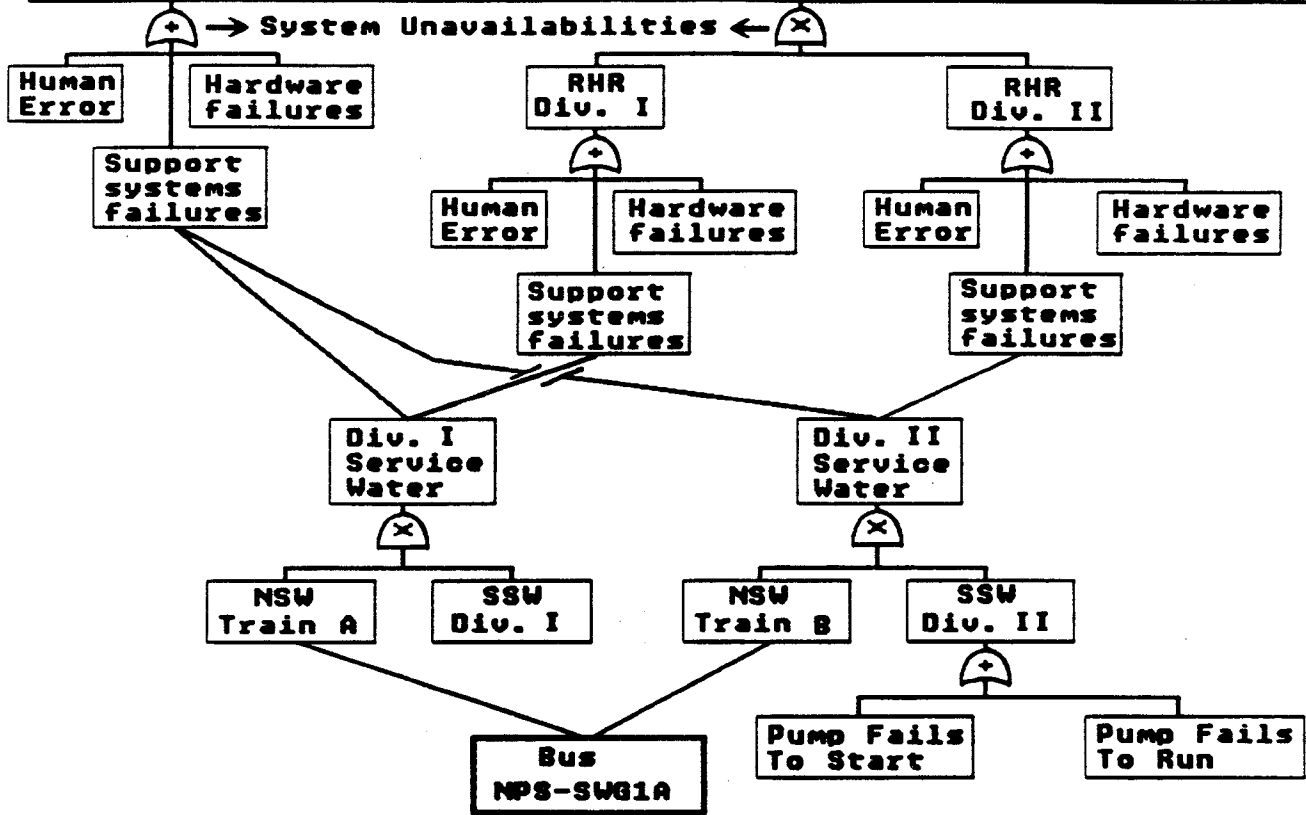 + → System Unavailabilities ← ×
Human
Error
Hardware
failures
RHR
Div. I
RHR
Div. II
Support
systems
failures
+
+
Human
Error
Hardware
failures
Human
Error
Hardware
failures
Support
systems
failures
Support
systems
failures
Div. I
Service
Water
Div. II
Service
Water
×
×
NSW
Train A
SSW
Div. I
NSW
Train B
SSW
Div. II
+
Bus
NPS-SWG1A
Pump Fails
To Start
Pump Fails
To Run